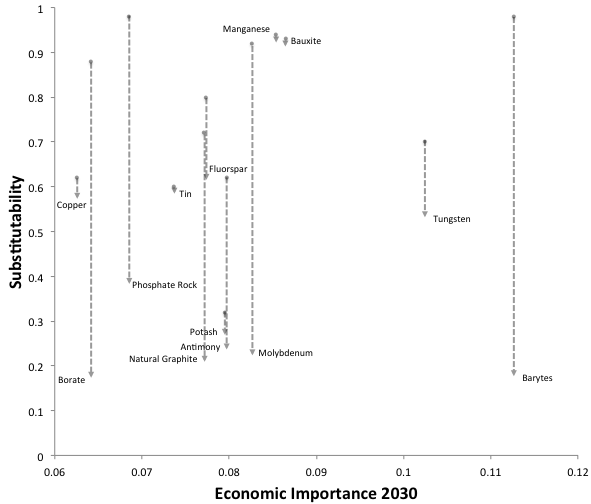 1
Manganese
Bauxite
0.9
0.8
0.7
Fluorspar
0.6
Tin
Copper
Tungsten
0.5
Substitutability
0.4
Phosphate Rock
0.3
Potash
Antimony
Molybdenum
Natural Graphite
0.2
Borate
Barytes
0.1
0
0.06 0.07 0.08 0.09 0.1 0.11 0.12
Economic Importance 2030